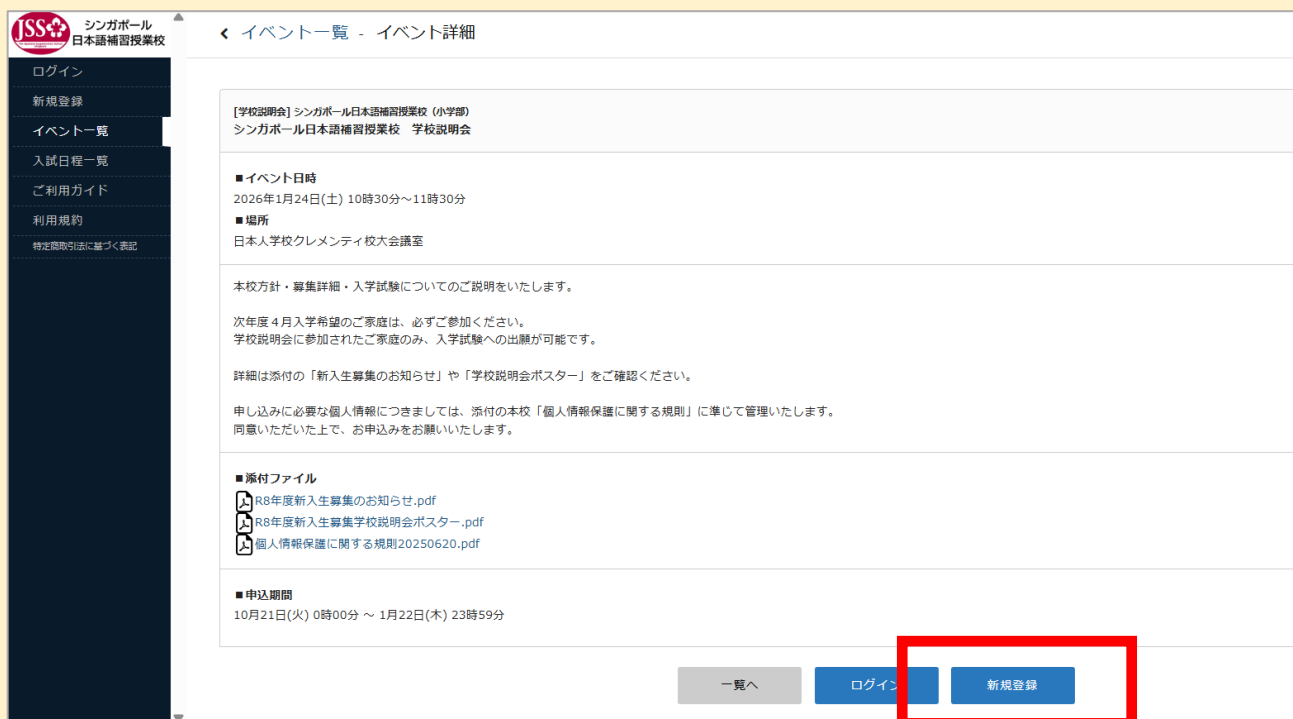 JSS
シンガポール
日本語補習授業校
ログイン
新規登録
イベント一覧
入試日程一覧
ご利用ガイド
利用規約
特定商取引法に基づく表記
イベント一覧 - イベント詳細
[学校説明会] シンガポール日本語補習授業校（小学部）
シンガポール日本語補習授業校　学校説明会
■イベント日時
2026年1月24日(土) 10時30分～11時30分
■場所
日本人学校クレメンティ校大会議室
本校方針・募集詳細・入学試験についてのご説明をいたします。
次年度４月入学希望のご家庭は、必ずご参加ください。
学校説明会に参加されたご家庭のみ、入学試験への出願が可能です。
詳細は添付の「新入生募集のお知らせ」や「学校説明会ポスター」をご確認ください。
申し込みに必要な個人情報につきましては、添付の本校「個人情報保護に関する規則」に準じて管理いたします。
同意いただいた上で、お申込みをお願いいたします。
■添付ファイル
R8年度新入生募集のお知らせ.pdf
R8年度新入生募集学校説明会ポスター.pdf
個人情報保護に関する規則20250620.pdf
■申込期間
10月21日(火) 0時00分 ～ 1月22日(木) 23時59分
一覧へ
ログイン
新規登録